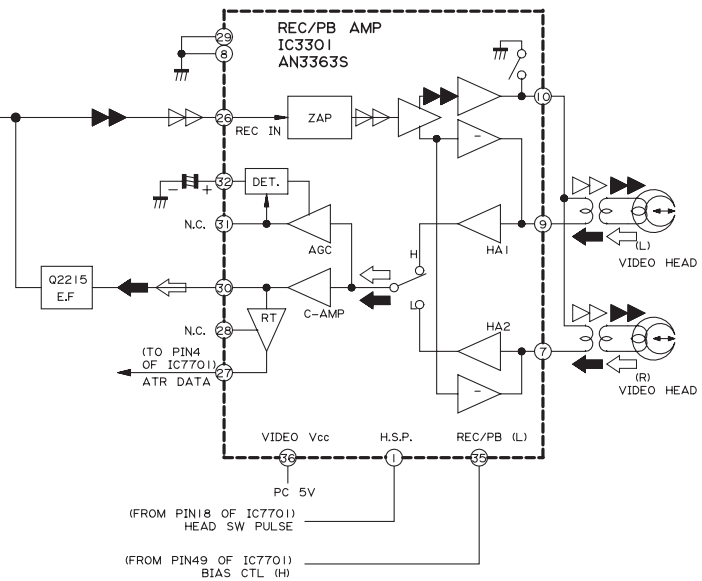 REC/PB AMP
IC3301
AN3363S
29
8
10
26
REC IN
ZAP
-
32
- +
DET.
N.C.
31
AGC
HA1
9
(L)
VIDEO HEAD
H
Q2215
E.F
30
C-AMP
L
RT
N.C.
28
HA2
7
(R)
VIDEO HEAD
(TO PIN4
OF IC7701)
ATR DATA
27
-
VIDEO Vcc
H.S.P.
REC/PB (L)
36
1
35
PC 5V
(FROM PIN18 OF IC7701)
HEAD SW PULSE
(FROM PIN49 OF IC7701)
BIAS CTL (H)